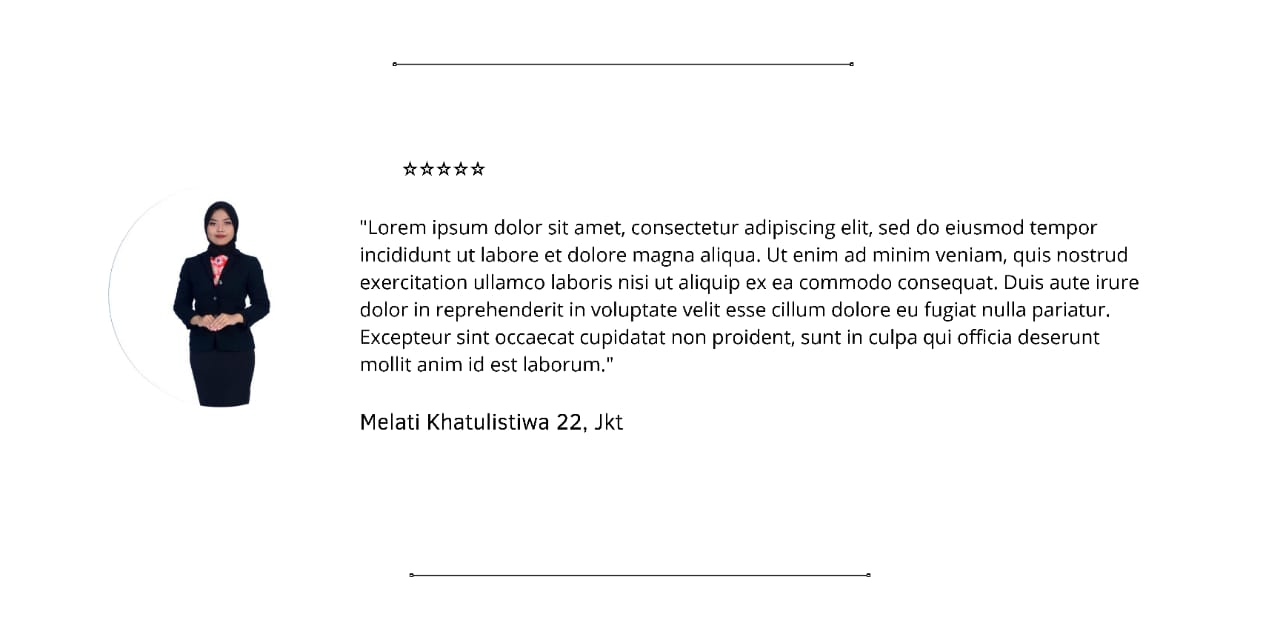 ☆☆☆☆☆
"Lorem ipsum dolor sit amet, consectetur adipiscing elit, sed do eiusmod tempor
incididunt ut labore et dolore magna aliqua. Ut enim ad minim veniam, quis nostrud
exercitation ullamco laboris nisi ut aliquip ex ea commodo consequat. Duis aute irure
dolor in reprehenderit in voluptate velit esse cillum dolore eu fugiat nulla pariatur.
Excepteur sint occaecat cupidatat non proident, sunt in culpa qui officia deserunt
mollit anim id est laborum."
Melati Khatulistiwa 22, Jkt